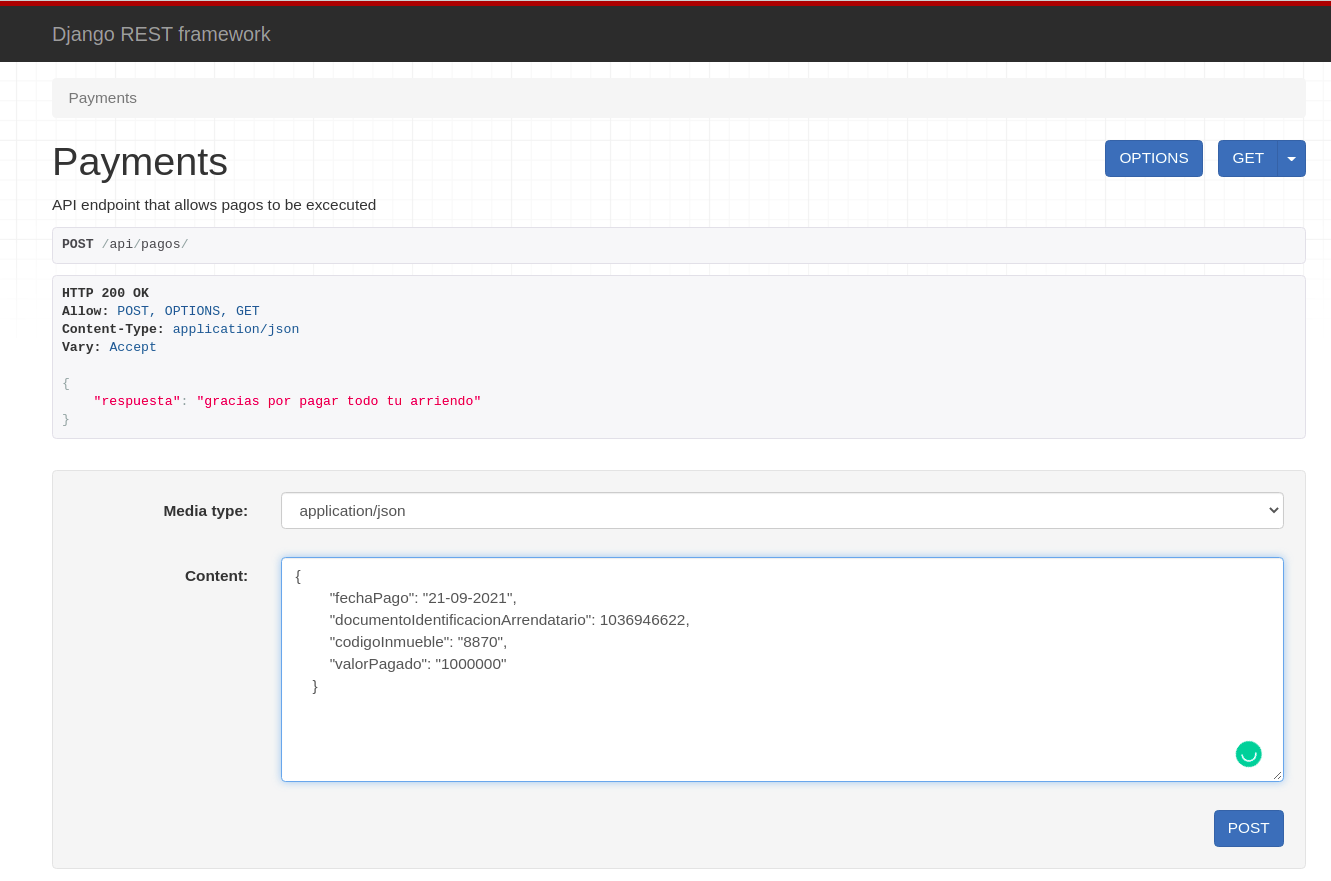 Django REST framework
Payments
Payments
OPTIONS
GET
API endpoint that allows pagos to be excecuted
POST /api/pagos/
HTTP 200 OK
Allow: POST, OPTIONS, GET
Content-Type: application/json
Vary: Accept
{
"respuesta": "gracias por pagar todo tu arriendo"
}
Media type:
application/json
Content:
{
"fechaPago": "21-09-2021",
"documentoIdentificacionArrendatario": 1036946622,
"codigoInmueble": "8870",
"valorPagado": "1000000"
}
POST